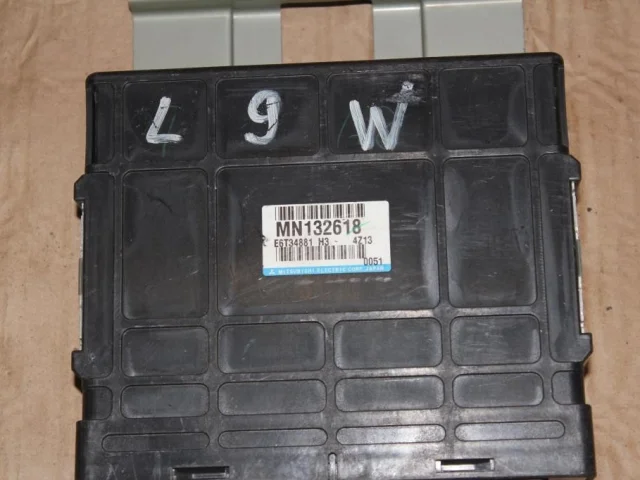 L 9 W
MN132618
E6T34881 H3 - 4Z13
0051
MITSUBISHI ELECTRIC CORP. JAPAN